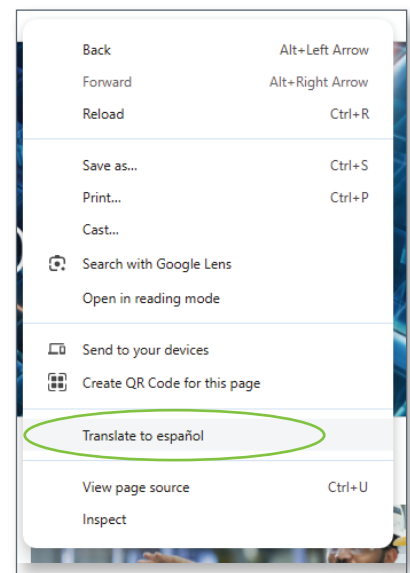 Back Alt+Left Arrow
Forward Alt+Right Arrow
Reload Ctrl+R
Save as... Ctrl+S
Print... Ctrl+P
Cast...
Search with Google Lens
Open in reading mode
Send to your devices
Create QR Code for this page
Translate to español
View page source Ctrl+U
Inspect